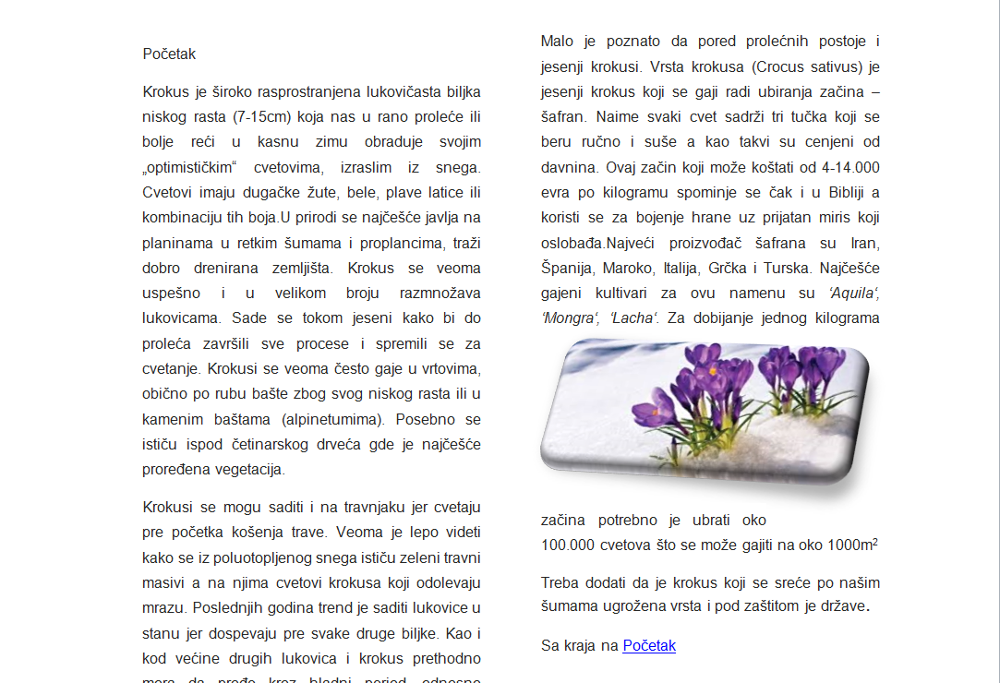 Početak
Krokus je široko rasprostranjena lukovičasta biljka
niskog rasta (7-15cm) koja nas u rano proleće ili
bolje reći u kasnu zimu obraduje svojim
„optimističkim“ cvetovima, izraslim iz snega.
Cvetovi imaju dugačke žute, bele, plave latice ili
kombinaciju tih boja.U prirodi se najčešće javlja na
planinama u retkim šumama i proplancima, traži
dobro drenirana zemljišta. Krokus se veoma
uspešno i u velikom broju razmnožava
lukovicama. Sade se tokom jeseni kako bi do
proleća završili sve procese i spremili se za
cvetanje. Krokusi se veoma često gaje u vrtovima,
obično po rubu bašte zbog svog niskog rasta ili u
kamenim baštama (alpinetumima). Posebno se
ističu ispod četinarskog drveća gde je najčešće
proređena vegetacija.
Krokusi se mogu saditi i na travnjaku jer cvetaju
pre početka košenja trave. Veoma je lepo videti
kako se iz poluotopljenog snega ističu zeleni travni
masivi a na njima cvetovi krokusa koji odolevaju
mrazu. Poslednjih godina trend je saditi lukovice u
stanu jer dospevaju pre svake druge biljke. Kao i
kod većine drugih lukovica i krokus prethodno
mora da prođe kroz hladni period, odnosno
Malo je poznato da pored prolećnih postoje i
jesenji krokusi. Vrsta krokusa (Crocus sativus) je
jesenji krokus koji se gaji radi ubiranja začina –
šafran. Naime svaki cvet sadrži tri tučka koji se
beru ručno i suše a kao takvi su cenjeni od
davnina. Ovaj začin koji može koštati od 4-14.000
evra po kilogramu spominje se čak i u Bibliji a
koristi se za bojenje hrane uz prijatan miris koji
oslobađa.Najveći proizvođač šafrana su Iran,
Španija, Maroko, Italija, Grčka i Turska. Najčešće
gajeni kultivari za ovu namenu su ‘Aquila‘,
‘Mongra‘, ‘Lacha‘. Za dobijanje jednog kilograma
začina potrebno je ubrati oko
100.000 cvetova što se može gajiti na oko 1000m²
Treba dodati da je krokus koji se sreće po našim
šumama ugrožena vrsta i pod zaštitom je države.
Sa kraja na Početak